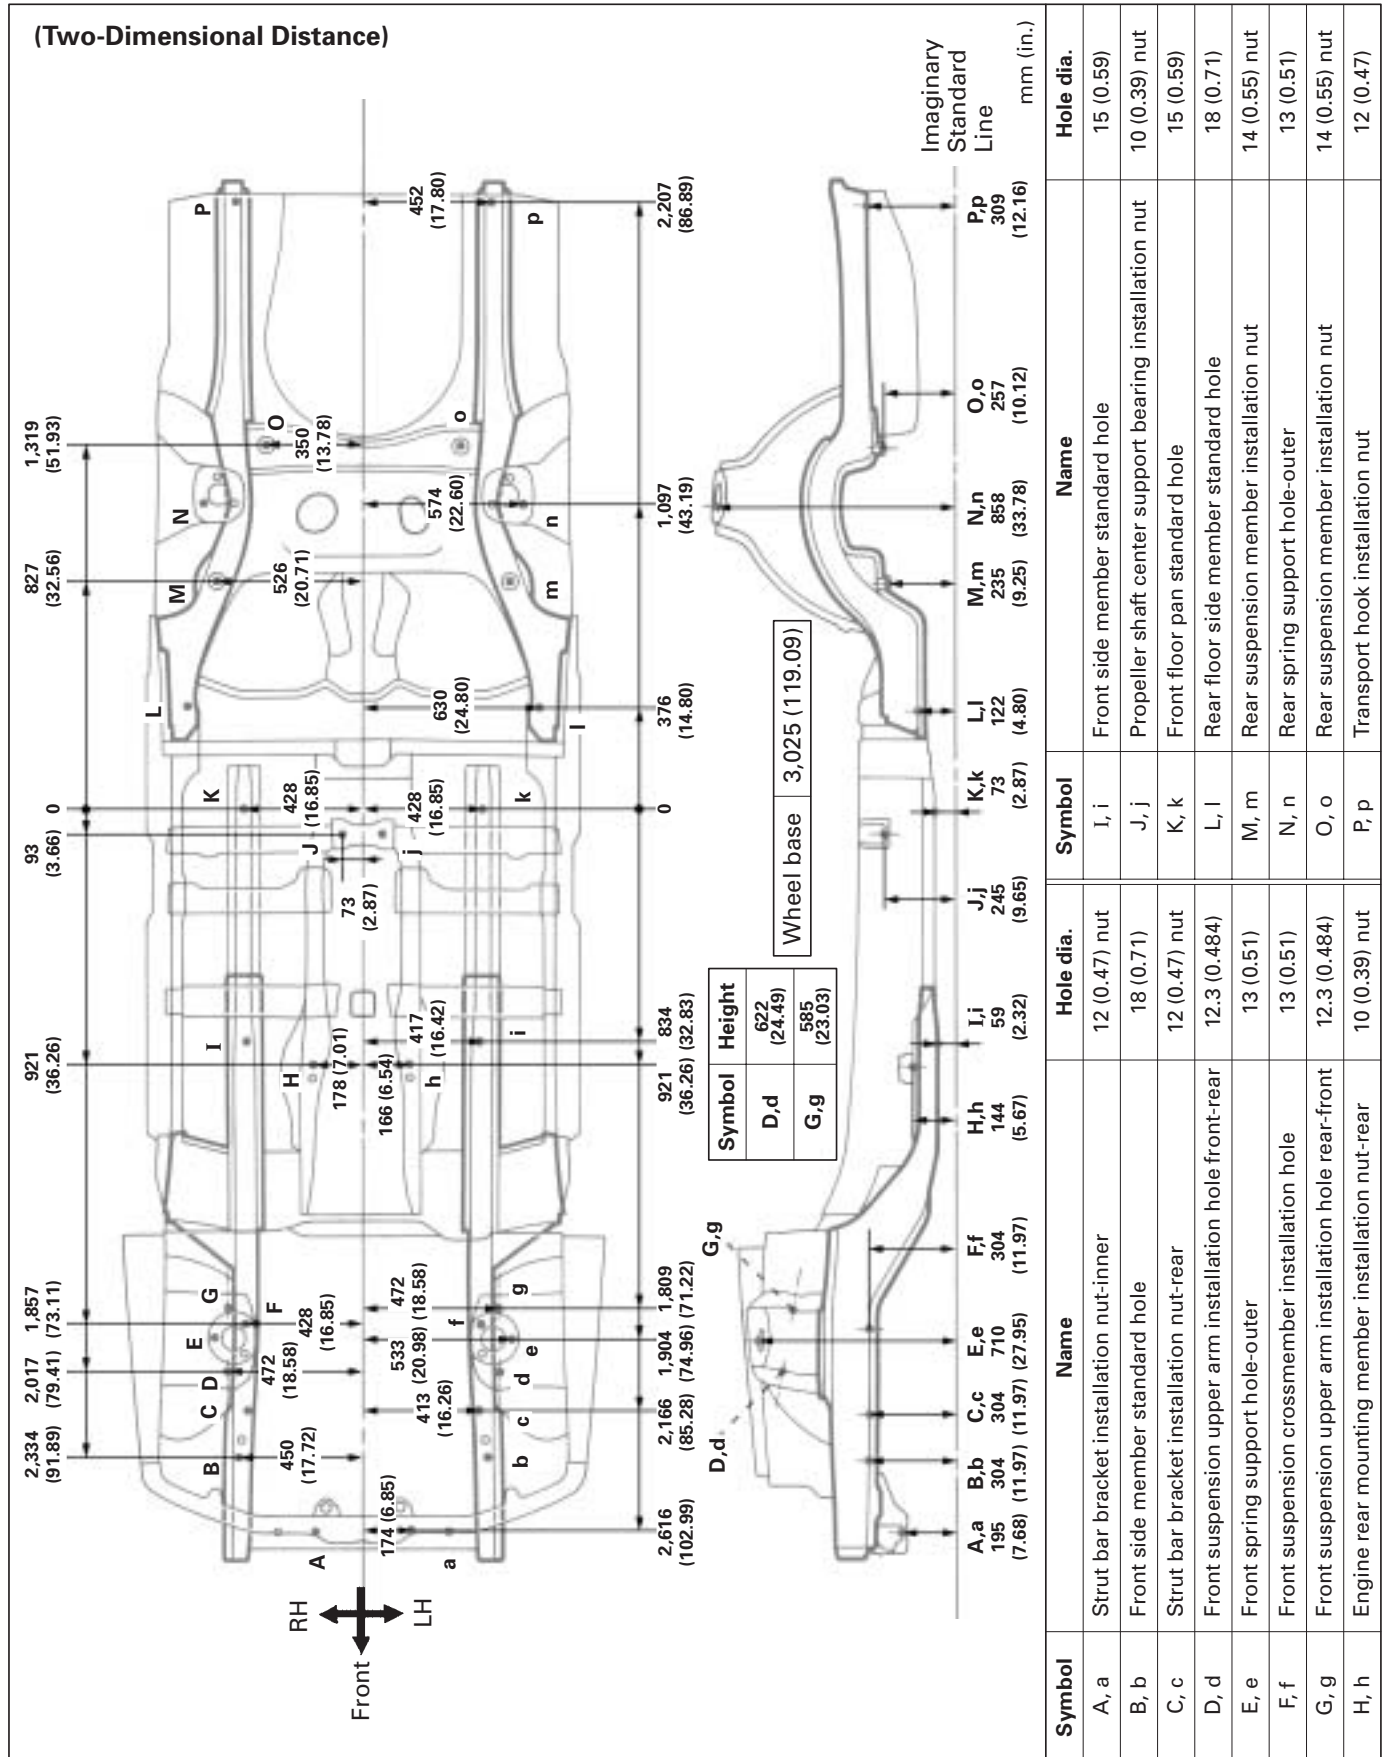 (Two-Dimensional Distance)
2,334
(91.89)
2,017
(79.41)
1,857
(73.11)
921
(36.26)
93
(3.66)
0
827
(32.56)
1,319
(51.93)
A
B
C
D
E
F
G
H
I
J
K
L
M
N
O
P
450
(17.72)
472
(18.58)
428
(16.85)
178 (7.01)
73
(2.87)
428
(16.85)
526
(20.71)
350
(13.78)
RH
Front
LH
174 (6.85)
413
(16.26)
533
(20.98)
472
(18.58)
166 (6.54)
417
(16.42)
428
(16.85)
630
(24.80)
574
(22.60)
452
(17.80)
a
b
c
d
e
f
g
h
i
j
k
l
m
n
o
p
2,616
(102.99)
2,166
(85.28)
1,904
(74.96)
1,809
(71.22)
921
(36.26)
834
(32.83)
0
376
(14.80)
1,097
(43.19)
2,207
(86.89)
Symbol Height
D,d 622
(24.49)
G,g 585
(23.03)
Wheel base 3,025 (119.09)
D,d
G,g
Imaginary
Standard
Line
A,a
195
(7.68)
B,b
304
(11.97)
C,c
304
(11.97)
E,e
710
(27.95)
F,f
304
(11.97)
H,h
144
(5.67)
I,i
59
(2.32)
J,j
245
(9.65)
K,k
73
(2.87)
L,l
122
(4.80)
M,m
235
(9.25)
N,n
858
(33.78)
O,o
257
(10.12)
P,p
309
(12.16)
mm (in.)
Symbol Name Hole dia. Symbol Name Hole dia.
A, a Strut bar bracket installation nut-inner 12 (0.47) nut I, i Front side member standard hole 15 (0.59)
B, b Front side member standard hole 18 (0.71) J, j Propeller shaft center support bearing installation nut 10 (0.39) nut
C, c Strut bar bracket installation nut-rear 12 (0.47) nut K, k Front floor pan standard hole 15 (0.59)
D, d Front suspension upper arm installation hole front-rear 12.3 (0.484) L, l Rear floor side member standard hole 18 (0.71)
E, e Front spring support hole-outer 13 (0.51) M, m Rear suspension member installation nut 14 (0.55) nut
F, f Front suspension crossmember installation hole 13 (0.51) N, n Rear spring support hole-outer 13 (0.51)
G, g Front suspension upper arm installation hole rear-front 12.3 (0.484) O, o Rear suspension member installation nut 14 (0.55) nut
H, h Engine rear mounting member installation nut-rear 10 (0.39) nut P, p Transport hook installation nut 12 (0.47)